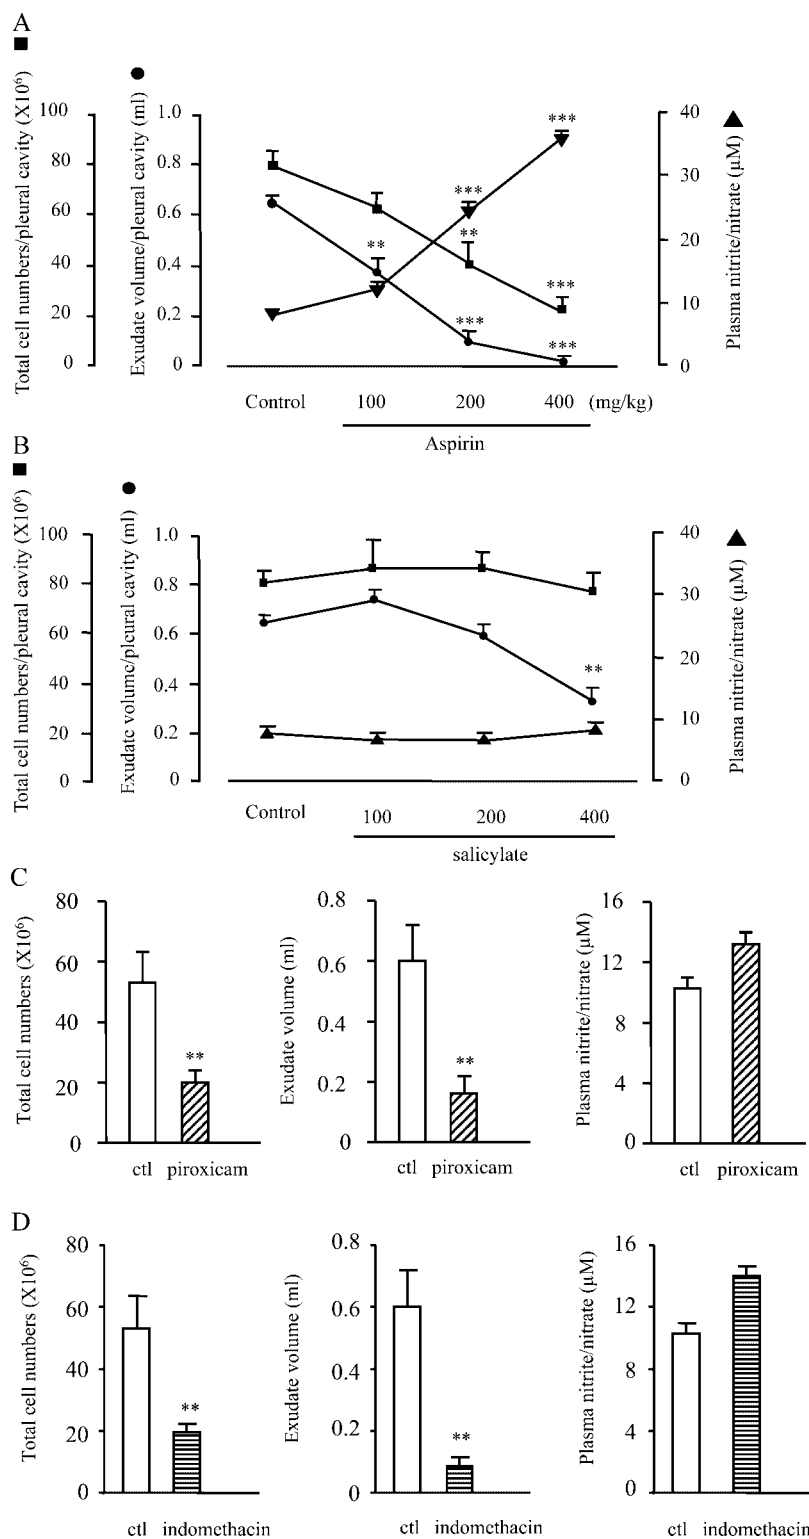 A
Total cell numbers/pleural cavity (X10⁶)
100
80
60
40
20
0
Exudate volume/pleural cavity (ml)
1.0
0.8
0.6
0.4
0.2
0
Plasma nitrite/nitrate (µM)
40
30
20
10
0
**
***
**
***
***
***
***
Control 100 200 400 (mg/kg)
Aspirin
B
Total cell numbers/pleural cavity (X10⁶)
100
80
60
40
20
0
Exudate volume/pleural cavity (ml)
1.0
0.8
0.6
0.4
0.2
0
Plasma nitrite/nitrate (µM)
40
30
20
10
0
**
Control 100 200 400
salicylate
C
Total cell numbers (X10⁶)
80
60
40
20
0
**
ctl piroxicam
Exudate volume (ml)
0.8
0.6
0.4
0.2
0
**
ctl piroxicam
Plasma nitrite/nitrate (µM)
16
12
8
4
0
ctl piroxicam
D
Total cell numbers (X10⁶)
80
60
40
20
0
**
ctl indomethacin
Exudate volume (ml)
0.8
0.6
0.4
0.2
0
**
ctl indomethacin
Plasma nitrite/nitrate (µM)
16
12
8
4
0
ctl indomethacin